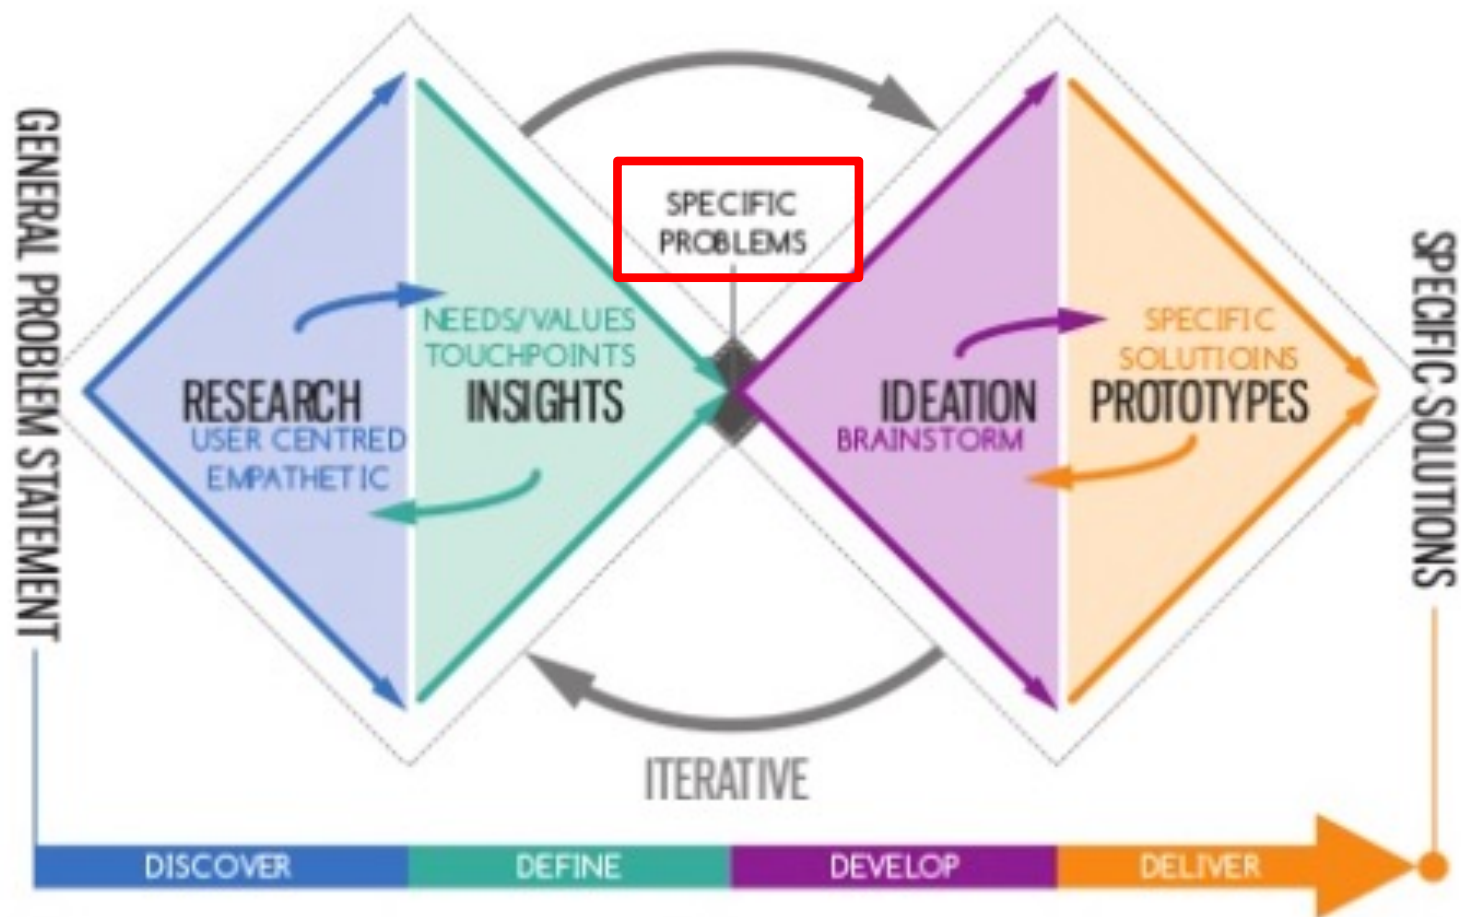 GENERAL PROBLEM STATEMENT
SPECIFIC
PROBLEMS
NEEDS/VALUES
TOUCHPOINTS
RESEARCH
INSIGHTS
USER CENTRED
EMPATHETIC
IDEATION
BRAINSTORM
SPECIFIC
SOLUTIOINS
PROTOTYPES
SPECIFIC SOLUTIONS
ITERATIVE
DISCOVER
DEFINE
DEVELOP
DELIVER